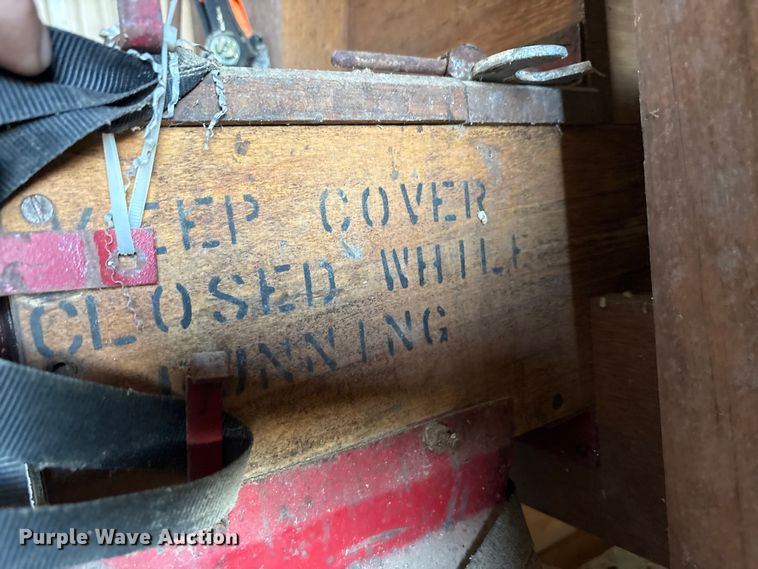 KEEP COVER
CLOSED WHILE
RUNNING
Purple Wave Auction